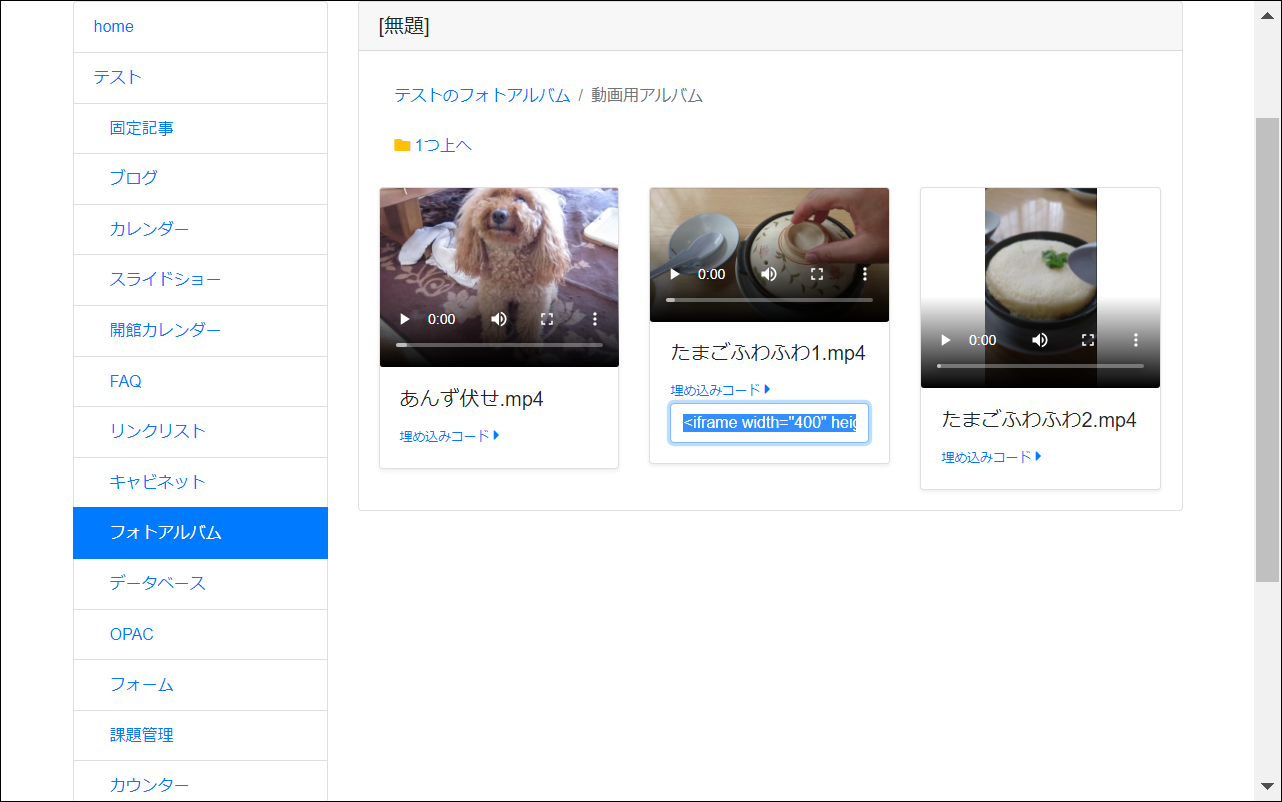 home
テスト
固定記事
ブログ
カレンダー
スライドショー
開館カレンダー
FAQ
リンクリスト
キャビネット
フォトアルバム
データベース
OPAC
フォーム
課題管理
カウンター
[無題]
テストのフォトアルバム / 動画用アルバム
1つ上へ
0:00
あんず伏せ.mp4
埋め込みコード
0:00
たまごふわふわ1.mp4
埋め込みコード
<iframe width="400" heig
0:00
たまごふわふわ2.mp4
埋め込みコード